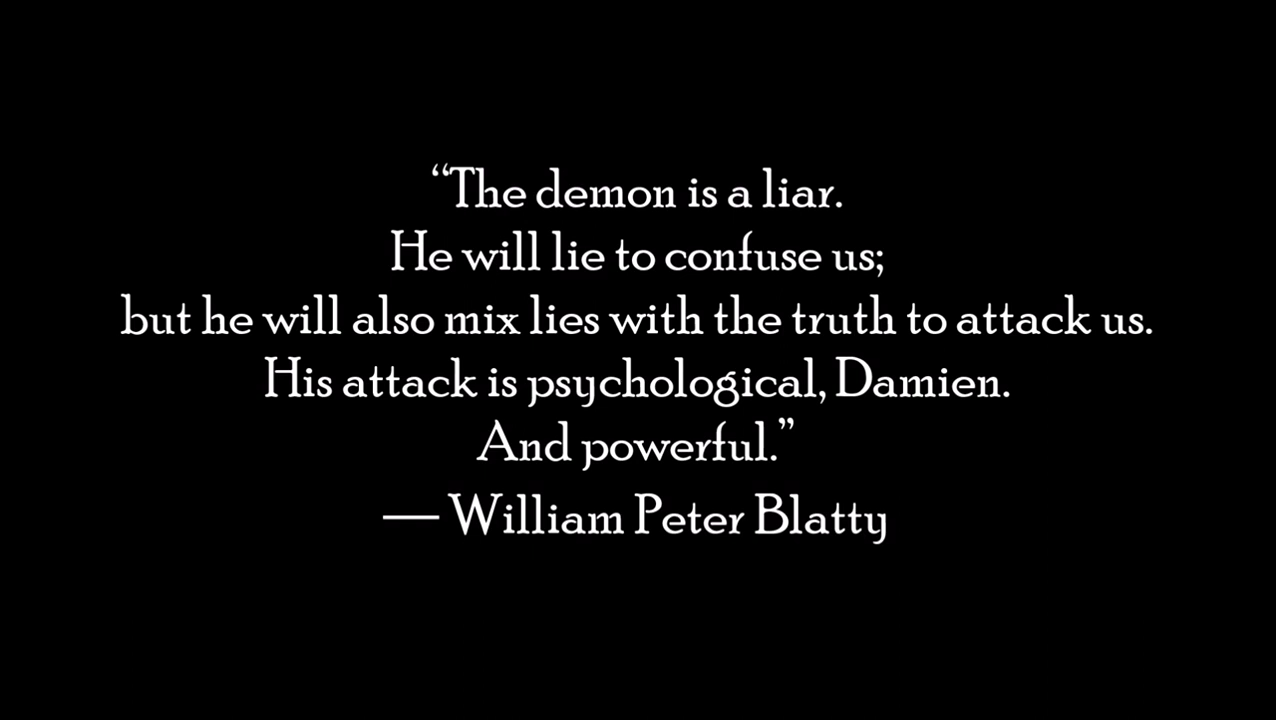 “The demon is a liar.
He will lie to confuse us;
but he will also mix lies with the truth to attack us.
His attack is psychological, Damien.
And powerful.”
— William Peter Blatty